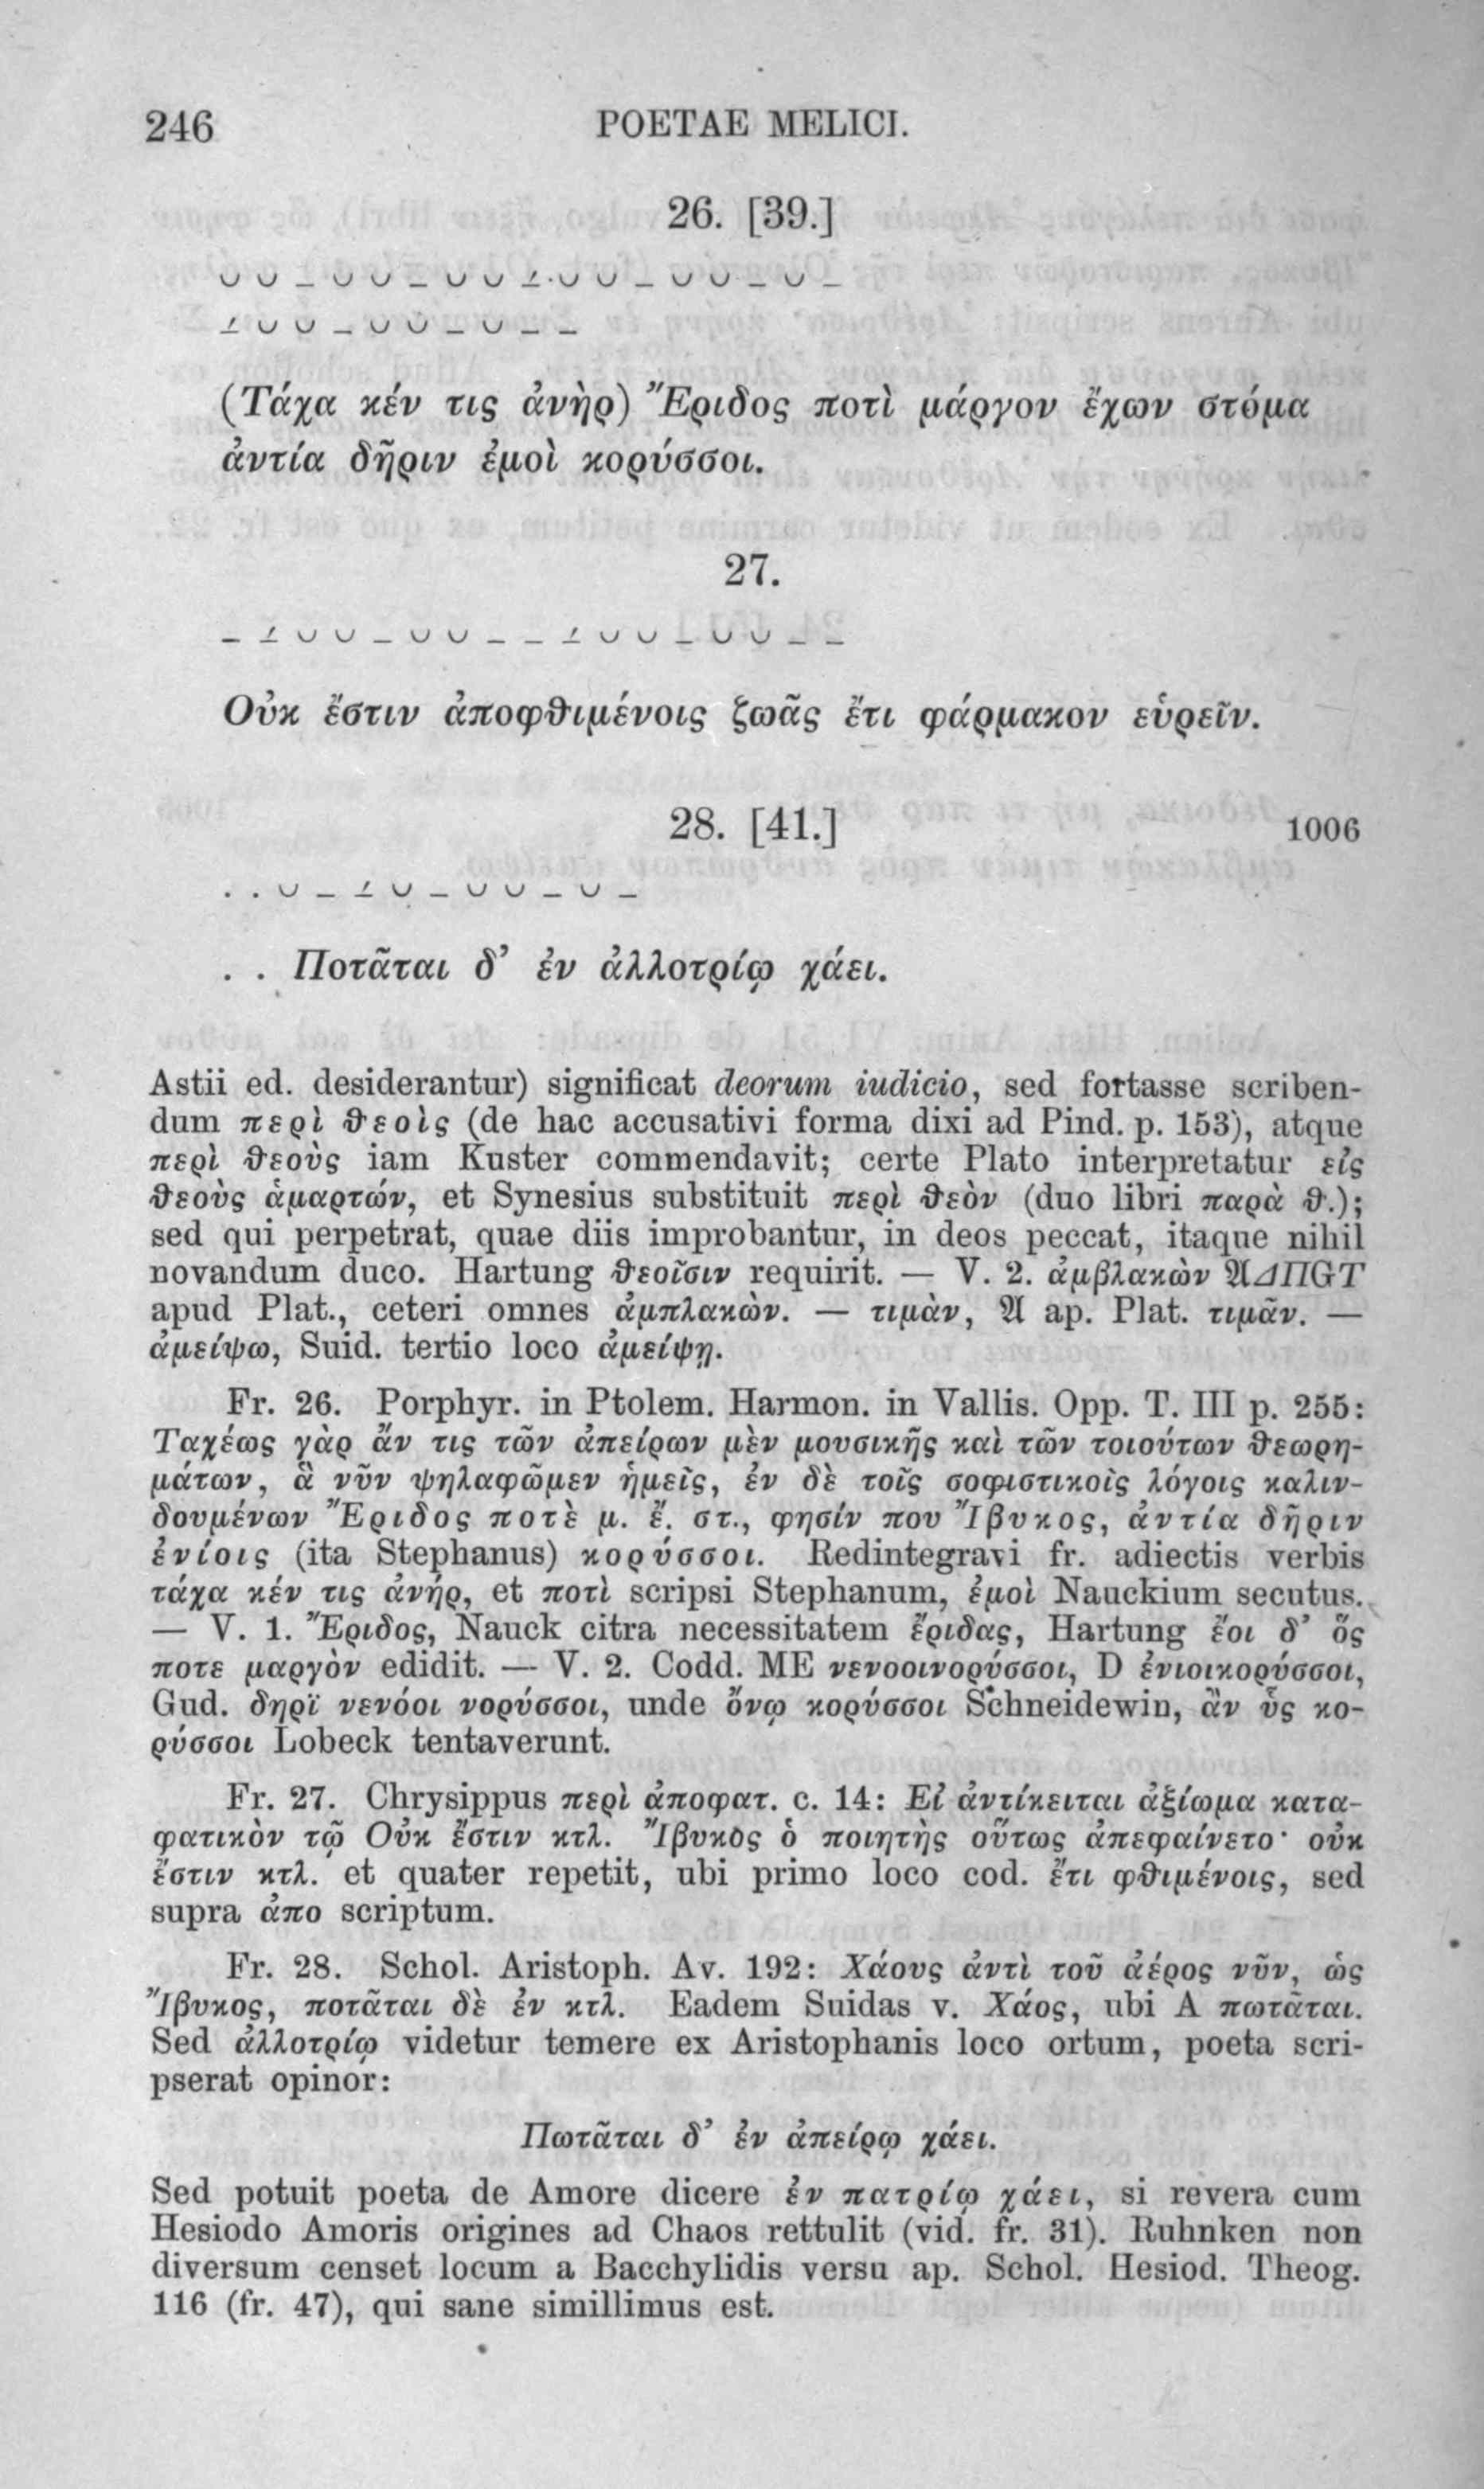 246 POETAE MELICI.
26. [39.]
∪ ∪ – ∪ ∪ – ∪ ∪ –́ ∪ ∪ – ∪ ∪ – ∪ –
–́ ∪ ∪ – ∪ ∪ – ∪ – –
(Τάχα κέν τις ἀνὴρ) Ἔριδος ποτὶ μάργον ἔχων στόμα
ἀντία δῆριν ἐμοὶ κορύσσοι.
27.
– –́ ∪ ∪ – ∪ ∪ – – –́ ∪ ∪ – ∪ ∪ – –
Οὐκ ἔστιν ἀποφθιμένοις ζωᾶς ἔτι φάρμακον εὑρεῖν.
28. [41.] 1006
. . ∪ – –́ ∪ – ∪ ∪ – ∪ –
. . Ποτᾶται δ’ ἐν ἀλλοτρίῳ χάει.
Astii ed. desiderantur) significat deorum iudicio, sed fortasse scriben-
dum περὶ θεοὶς (de hac accusativi forma dixi ad Pind. p. 153), atque
περὶ θεοὺς iam Kuster commendavit; certe Plato interpretatur εἰς
θεοὺς ἁμαρτών, et Synesius substituit περὶ θεὸν (duo libri παρὰ θ.);
sed qui perpetrat, quae diis improbantur, in deos peccat, itaque nihil
novandum duco. Hartung θεοῖσιν requirit. — V. 2. ἀμβλακὼν 𝔄ΔΠGT
apud Plat., ceteri omnes ἀμπλακὼν. — τιμὰν, 𝔄 ap. Plat. τιμᾶν. —
ἀμείψω, Suid. tertio loco ἀμείψῃ.
Fr. 26. Porphyr. in Ptolem. Harmon. in Vallis. Opp. T. III p. 255:
Ταχέως γὰρ ἄν τις τῶν ἀπείρων μὲν μουσικῆς καὶ τῶν τοιούτων θεωρη-
μάτων, ἃ νῦν ψηλαφῶμεν ἡμεῖς, ἐν δὲ τοῖς σοφιστικοῖς λόγοις καλιν-
δουμένων Ἔριδος ποτὲ μ. ἔ. στ., φησίν που Ἴβυκος, ἀντία δῆριν
ἐνίοις (ita Stephanus) κορύσσοι. Redintegravi fr. adiectis verbis
τάχα κέν τις ἀνήρ, et ποτὶ scripsi Stephanum, ἐμοὶ Nauckium secutus.
— V. 1. Ἔριδος, Nauck citra necessitatem ἔριδας, Hartung ἔοι δ’ ὅς
ποτε μαργὸν edidit. — V. 2. Codd. ME νενοοινορύσσοι, D ἐνιοικορύσσοι,
Gud. δηρῒ νενόοι νορύσσοι, unde ὄνῳ κορύσσοι Schneidewin, ἂν ὗς κο-
ρύσσοι Lobeck tentaverunt.
Fr. 27. Chrysippus περὶ ἀποφατ. c. 14: Εἰ ἀντίκειται ἀξίωμα κατα-
φατικὸν τῷ Οὐκ ἔστιν κτλ. Ἴβυκος ὁ ποιητὴς οὕτως ἀπεφαίνετο· οὐκ
ἔστιν κτλ. et quater repetit, ubi primo loco cod. ἔτι φθιμένοις, sed
supra ἀπο scriptum.
Fr. 28. Schol. Aristoph. Av. 192: Χάους ἀντὶ τοῦ ἀέρος νῦν, ὡς
Ἴβυκος, ποτᾶται δὲ ἐν κτλ. Eadem Suidas v. Χάος, ubi A πωτᾶται.
Sed ἀλλοτρίῳ videtur temere ex Aristophanis loco ortum, poeta scri-
pserat opinor:
Πωτᾶται δ’ ἐν ἀπείρῳ χάει.
Sed potuit poeta de Amore dicere ἐν πατρίῳ χάει, si revera cum
Hesiodo Amoris origines ad Chaos rettulit (vid. fr. 31). Ruhnken non
diversum censet locum a Bacchylidis versu ap. Schol. Hesiod. Theog.
116 (fr. 47), qui sane simillimus est.